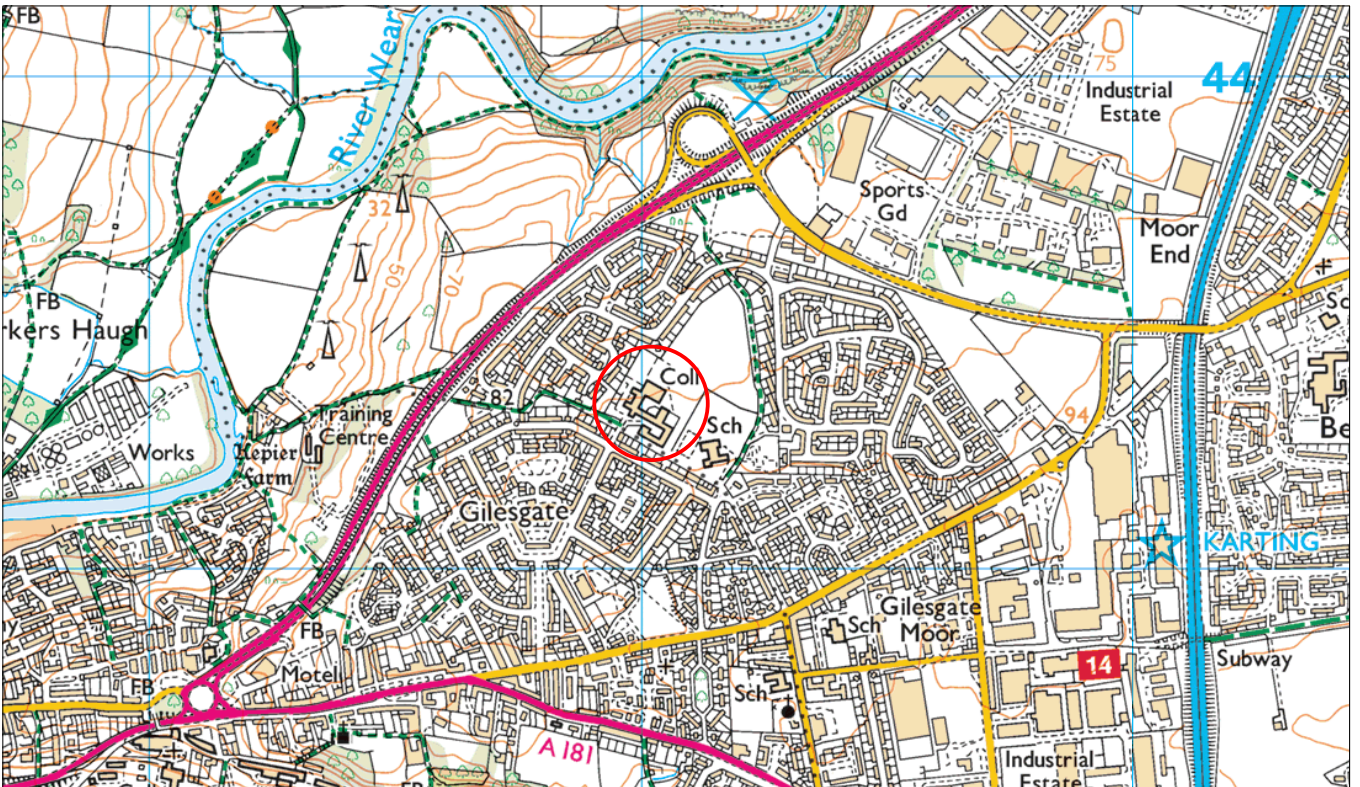 FB
River Wear
75
44
Industrial
Estate
32
Sports
Gd
Moor
End
50
70
FB
rkers Haugh
Coll
82
94
Training
Centre
Sch
Works
Kepier
Farm
Gilesgate
KARTING
Be
Gilesgate
Moor
Sch
FB
14
Subway
Motel
FB
Sch
A 181
Industrial
Estate